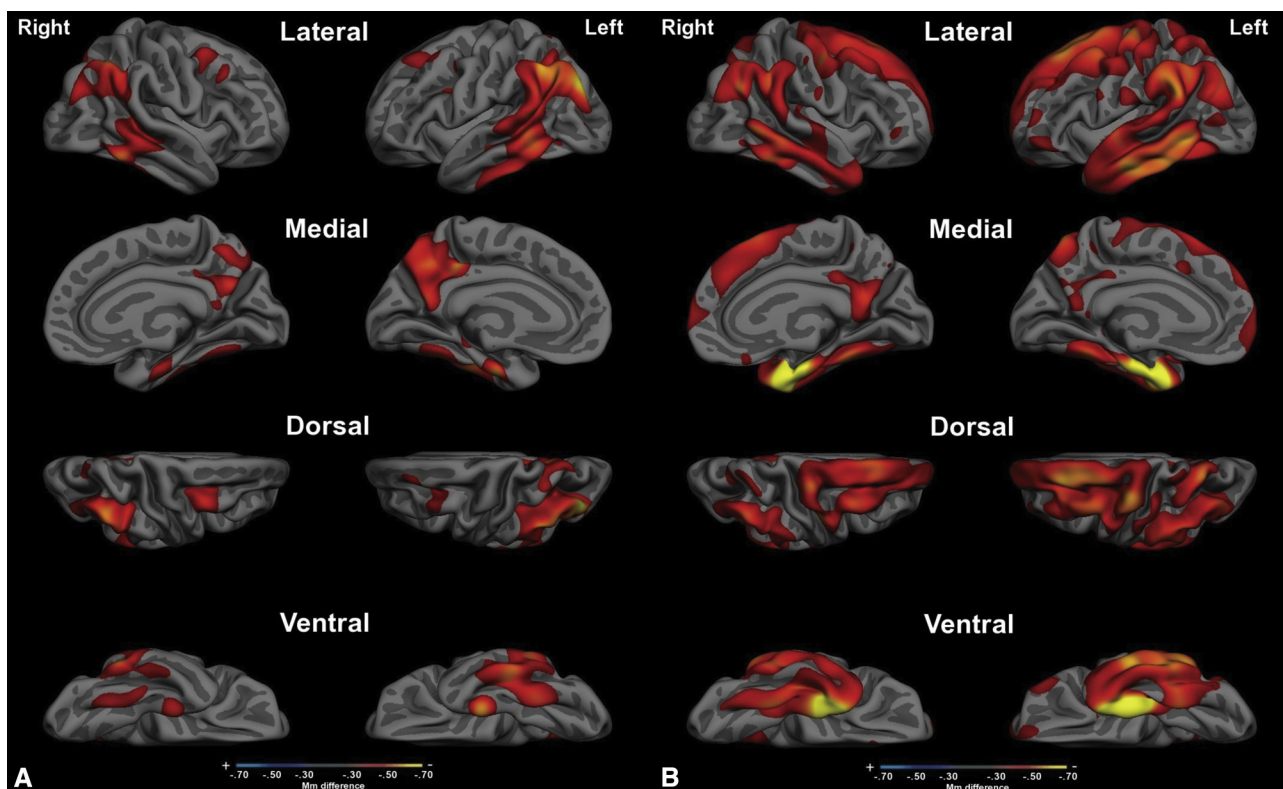 Right Lateral Left
Medial
Dorsal
Ventral
+ -
-.70 -.50 -.30 -.30 -.50 -.70
Mm difference
A
Right Lateral Left
Medial
Dorsal
Ventral
+ -
-.70 -.50 -.30 -.30 -.50 -.70
Mm difference
B